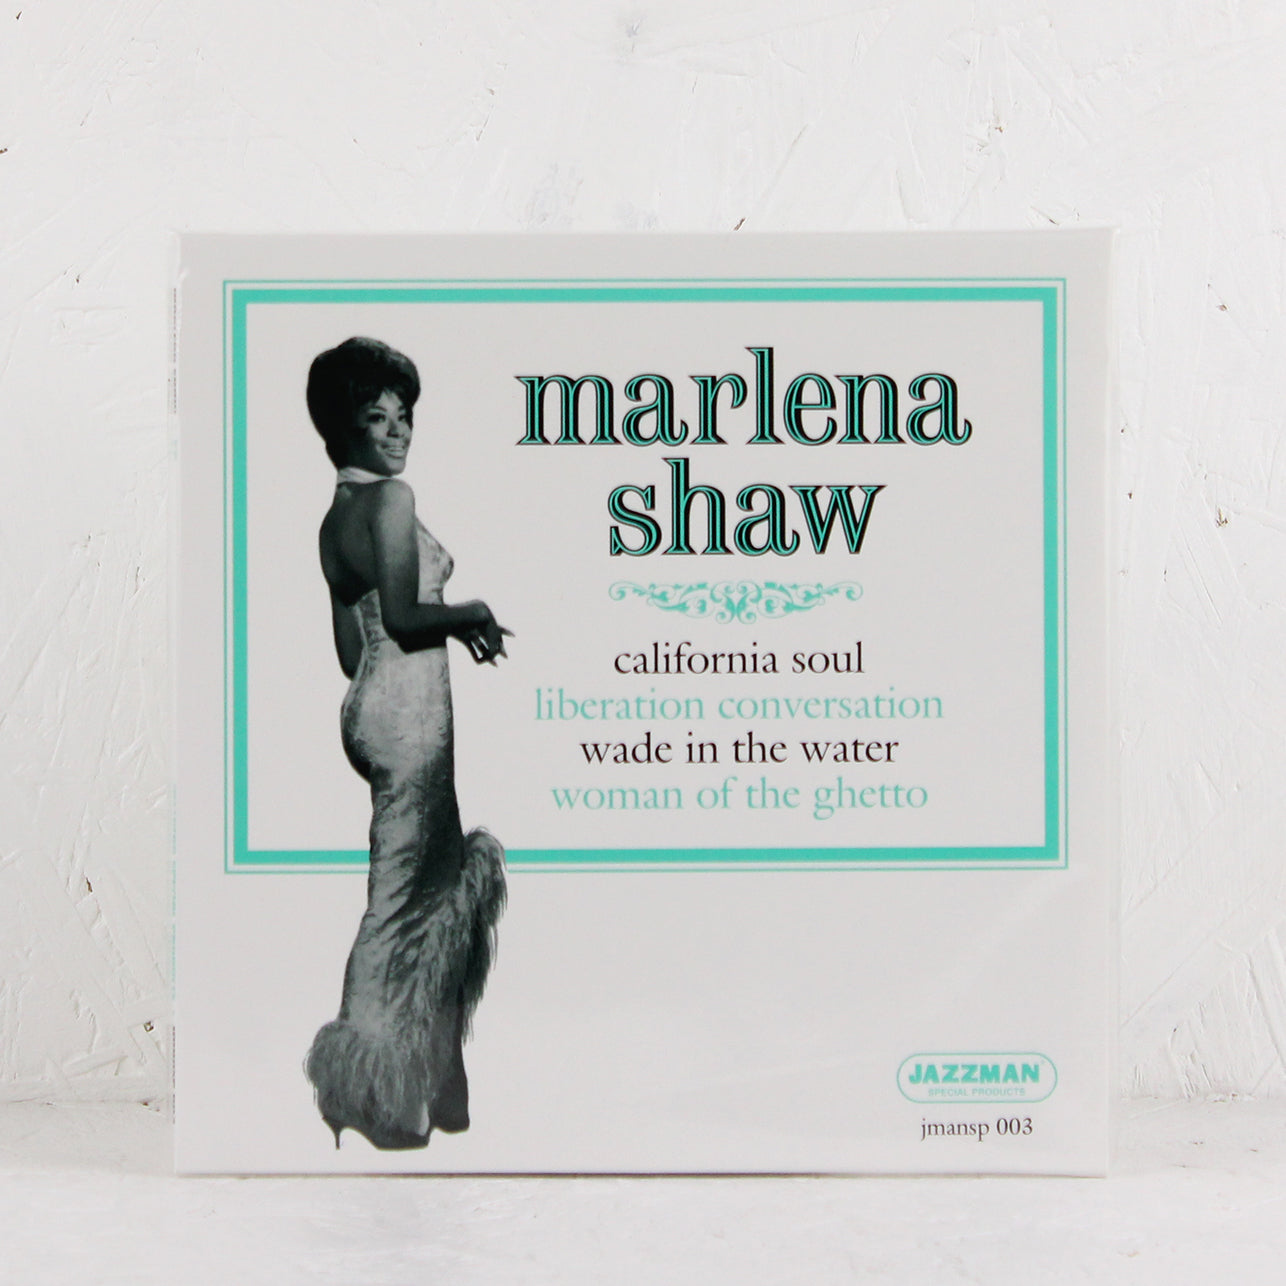 marlena
shaw
california soul
liberation conversation
wade in the water
woman of the ghetto
JAZZMAN
SPECIAL PRODUCTS
jmansp 003